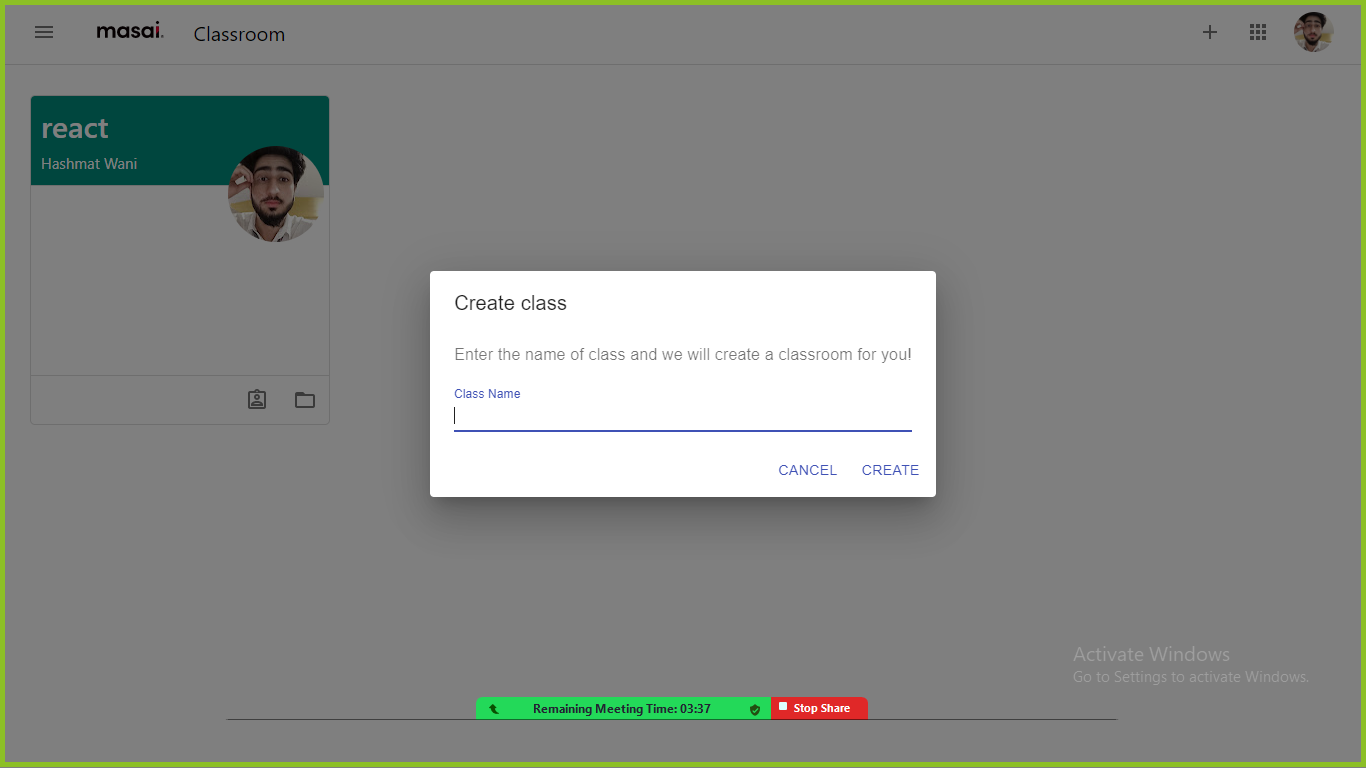 masai.
Classroom
react
Hashmat Wani
Create class
Enter the name of class and we will create a classroom for you!
Class Name
CANCEL
CREATE
Activate Windows
Go to Settings to activate Windows.
Remaining Meeting Time: 03:37
Stop Share